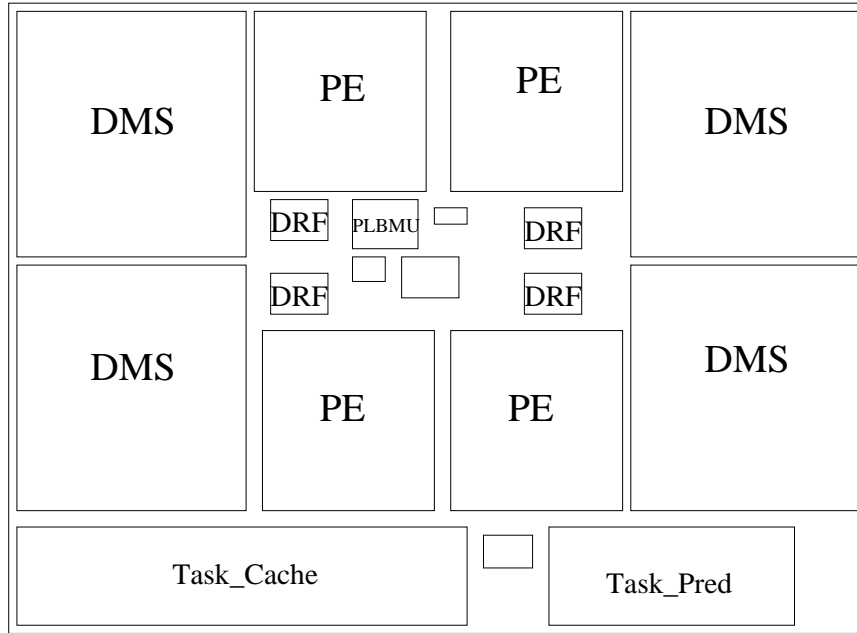 DMS
PE
PE
DMS
DRF
PLBMU
DRF
DRF
DRF
DMS
PE
PE
DMS
Task_Cache
Task_Pred